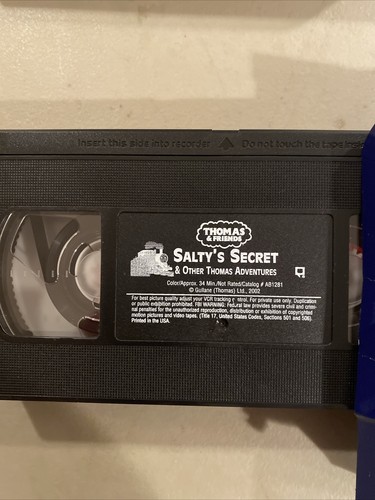 Insert this side into recorder
Do not touch the tape insi
THOMAS
& FRIENDS
SALTY'S SECRET
& OTHER THOMAS ADVENTURES
Color/Approx. 34 Min./Not Rated/Catalog # AB1281
© Gullane (Thomas) Ltd., 2002
For best picture quality adjust your VCR tracking c trol. For private use only. Duplication
or public exhibition prohibited. FBI WARNING: Federal law provides severe civil and crimi-
nal penalties for the unauthorized reproduction, distribution or exhibition of copyrighted
motion pictures and video tapes. (Title 17, United States Codes, Sections 501 and 506).
Printed in the USA.